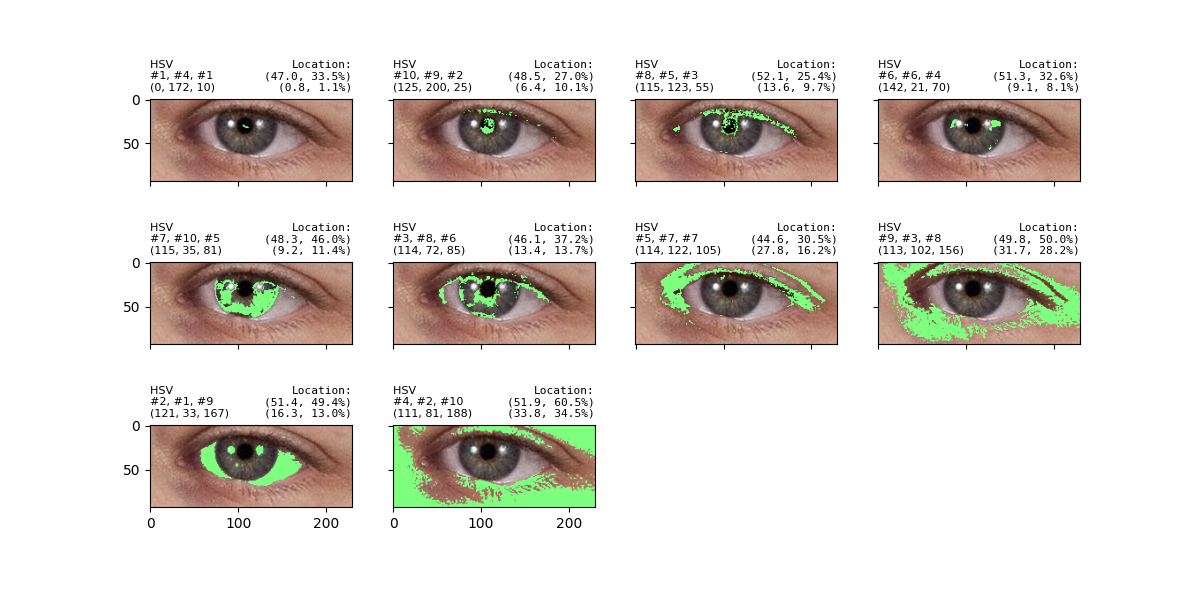 HSV Location:
#1, #4, #1 (47.0, 33.5%)
(0, 172, 10) (0.8, 1.1%)
HSV Location:
#10, #9, #2 (48.5, 27.0%)
(125, 200, 25) (6.4, 10.1%)
HSV Location:
#8, #5, #3 (52.1, 25.4%)
(115, 123, 55) (13.6, 9.7%)
HSV Location:
#6, #6, #4 (51.3, 32.6%)
(142, 21, 70) (9.1, 8.1%)
0
50
HSV Location:
#7, #10, #5 (48.3, 46.0%)
(115, 35, 81) (9.2, 11.4%)
HSV Location:
#3, #8, #6 (46.1, 37.2%)
(114, 72, 85) (13.4, 13.7%)
HSV Location:
#5, #7, #7 (44.6, 30.5%)
(114, 122, 105) (27.8, 16.2%)
HSV Location:
#9, #3, #8 (49.8, 50.0%)
(113, 102, 156) (31.7, 28.2%)
0
50
HSV Location:
#2, #1, #9 (51.4, 49.4%)
(121, 33, 167) (16.3, 13.0%)
HSV Location:
#4, #2, #10 (51.9, 60.5%)
(111, 81, 188) (33.8, 34.5%)
0
50
0 100 200
0 100 200